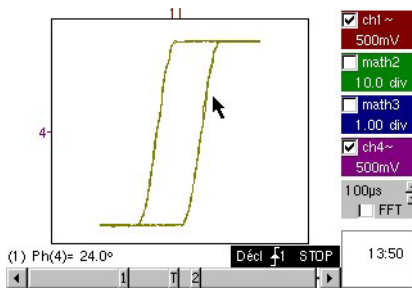 1
ch1~
500mV
math2
10.0 div
math3
1.00 div
4
ch4~
500mV
100µs
FFT
(1) Ph(4)= 24.0°
Décl 1 STOP
13:50
1 T 2